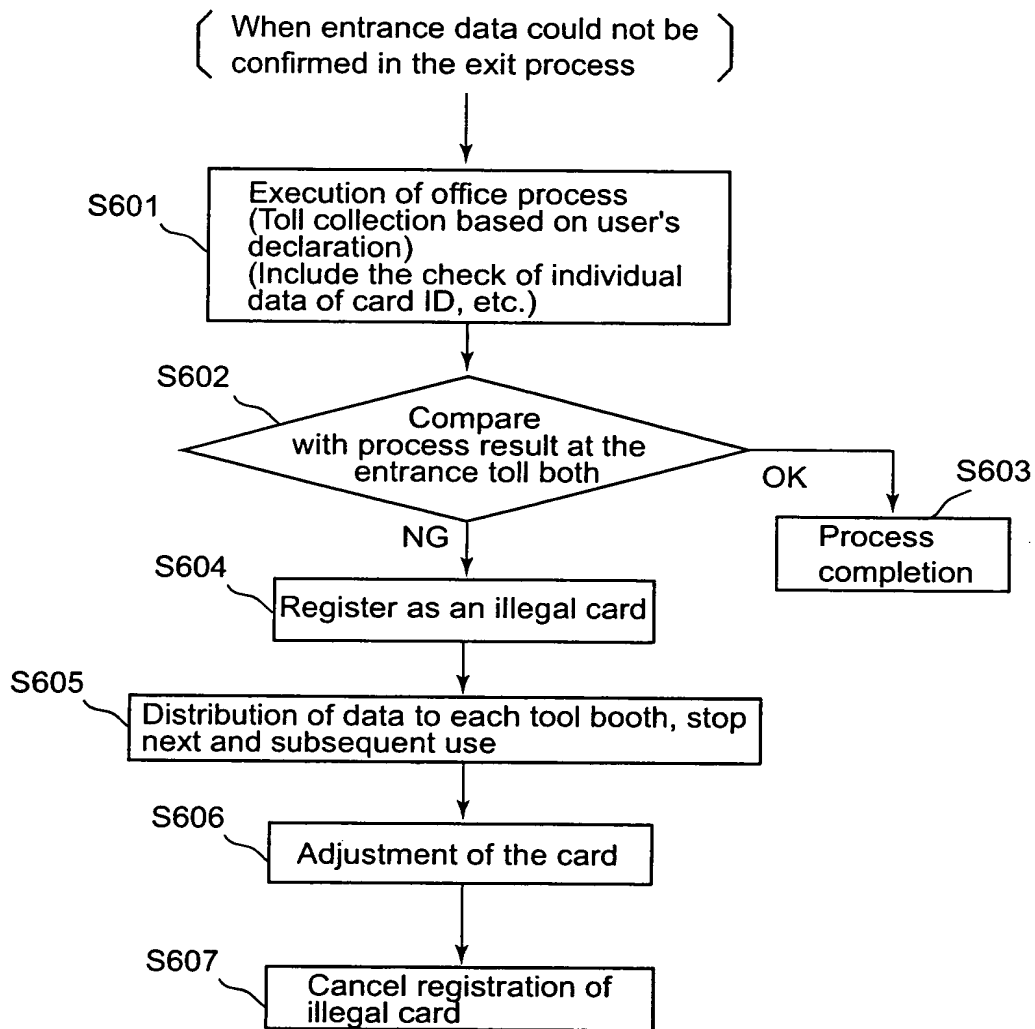 When entrance data could not be
confirmed in the exit process
S601
Execution of office process
(Toll collection based on user's
declaration)
(Include the check of individual
data of card ID, etc.)
S602
Compare
with process result at the
entrance toll both
OK
NG
S603
Process
completion
S604
Register as an illegal card
S605
Distribution of data to each tool booth, stop
next and subsequent use
S606
Adjustment of the card
S607
Cancel registration of
illegal card